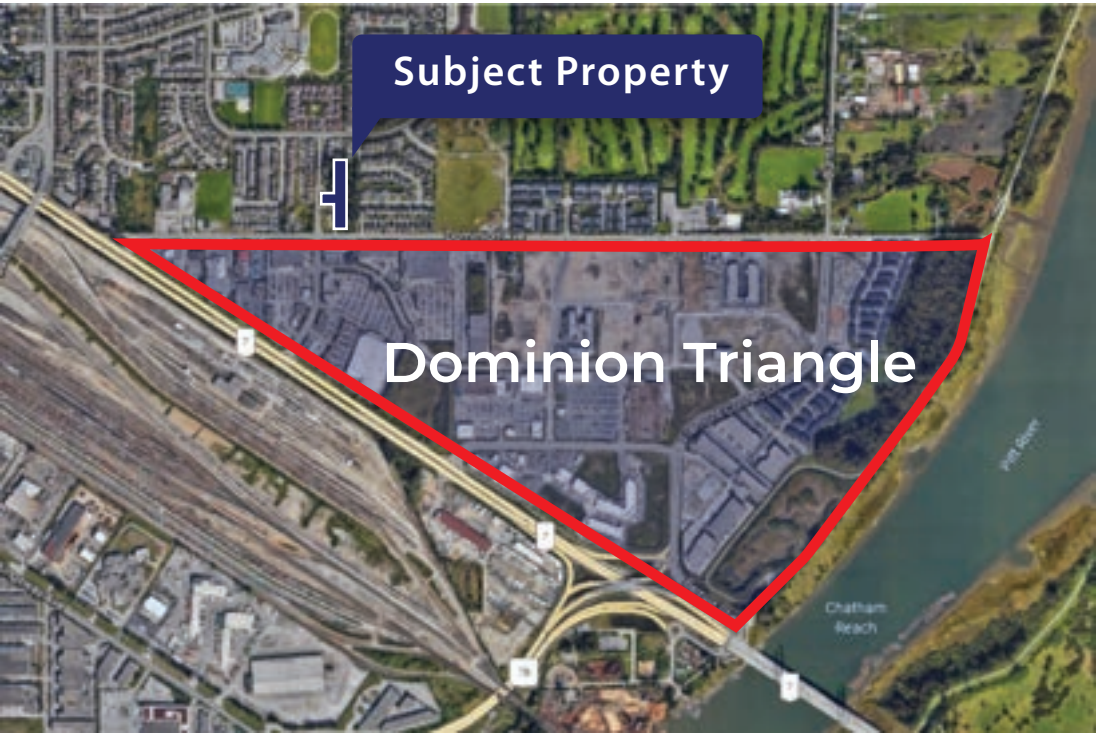 Subject Property
Dominion Triangle
7
Pitt River
7
Chatham
Reach
7